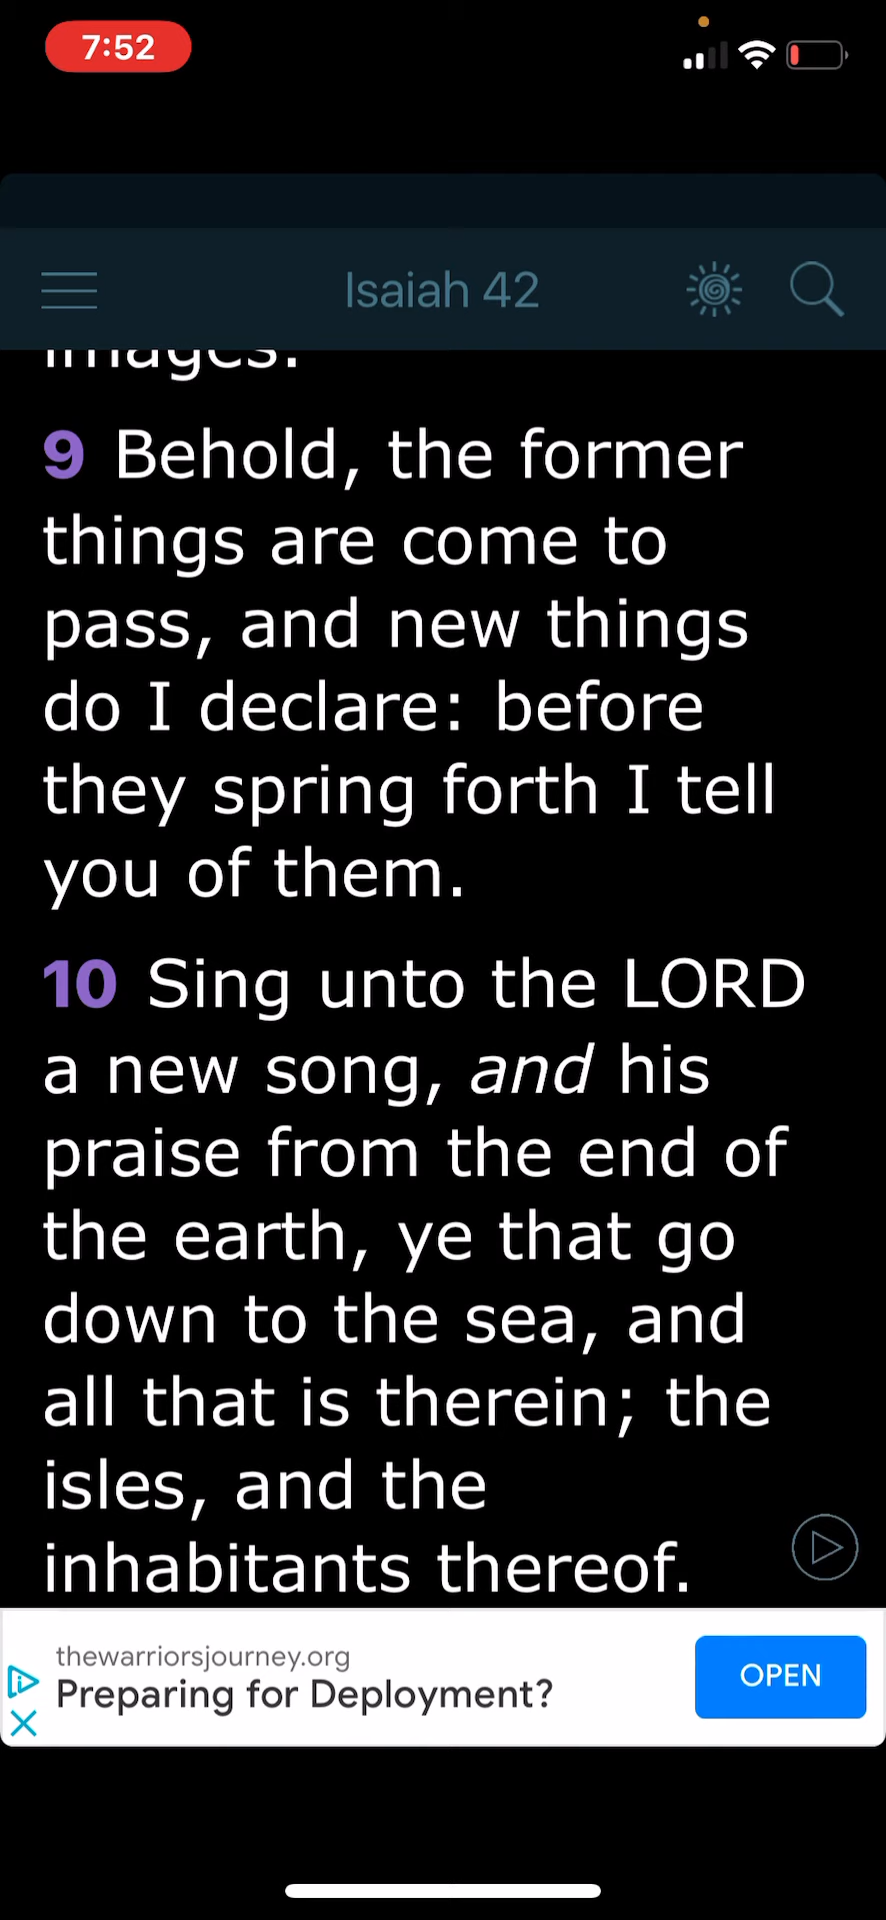 7:52
Isaiah 42
images.
9 Behold, the former
things are come to
pass, and new things
do I declare: before
they spring forth I tell
you of them.
10 Sing unto the LORD
a new song, and his
praise from the end of
the earth, ye that go
down to the sea, and
all that is therein; the
isles, and the
inhabitants thereof.
thewarriorsjourney.org
Preparing for Deployment?
OPEN